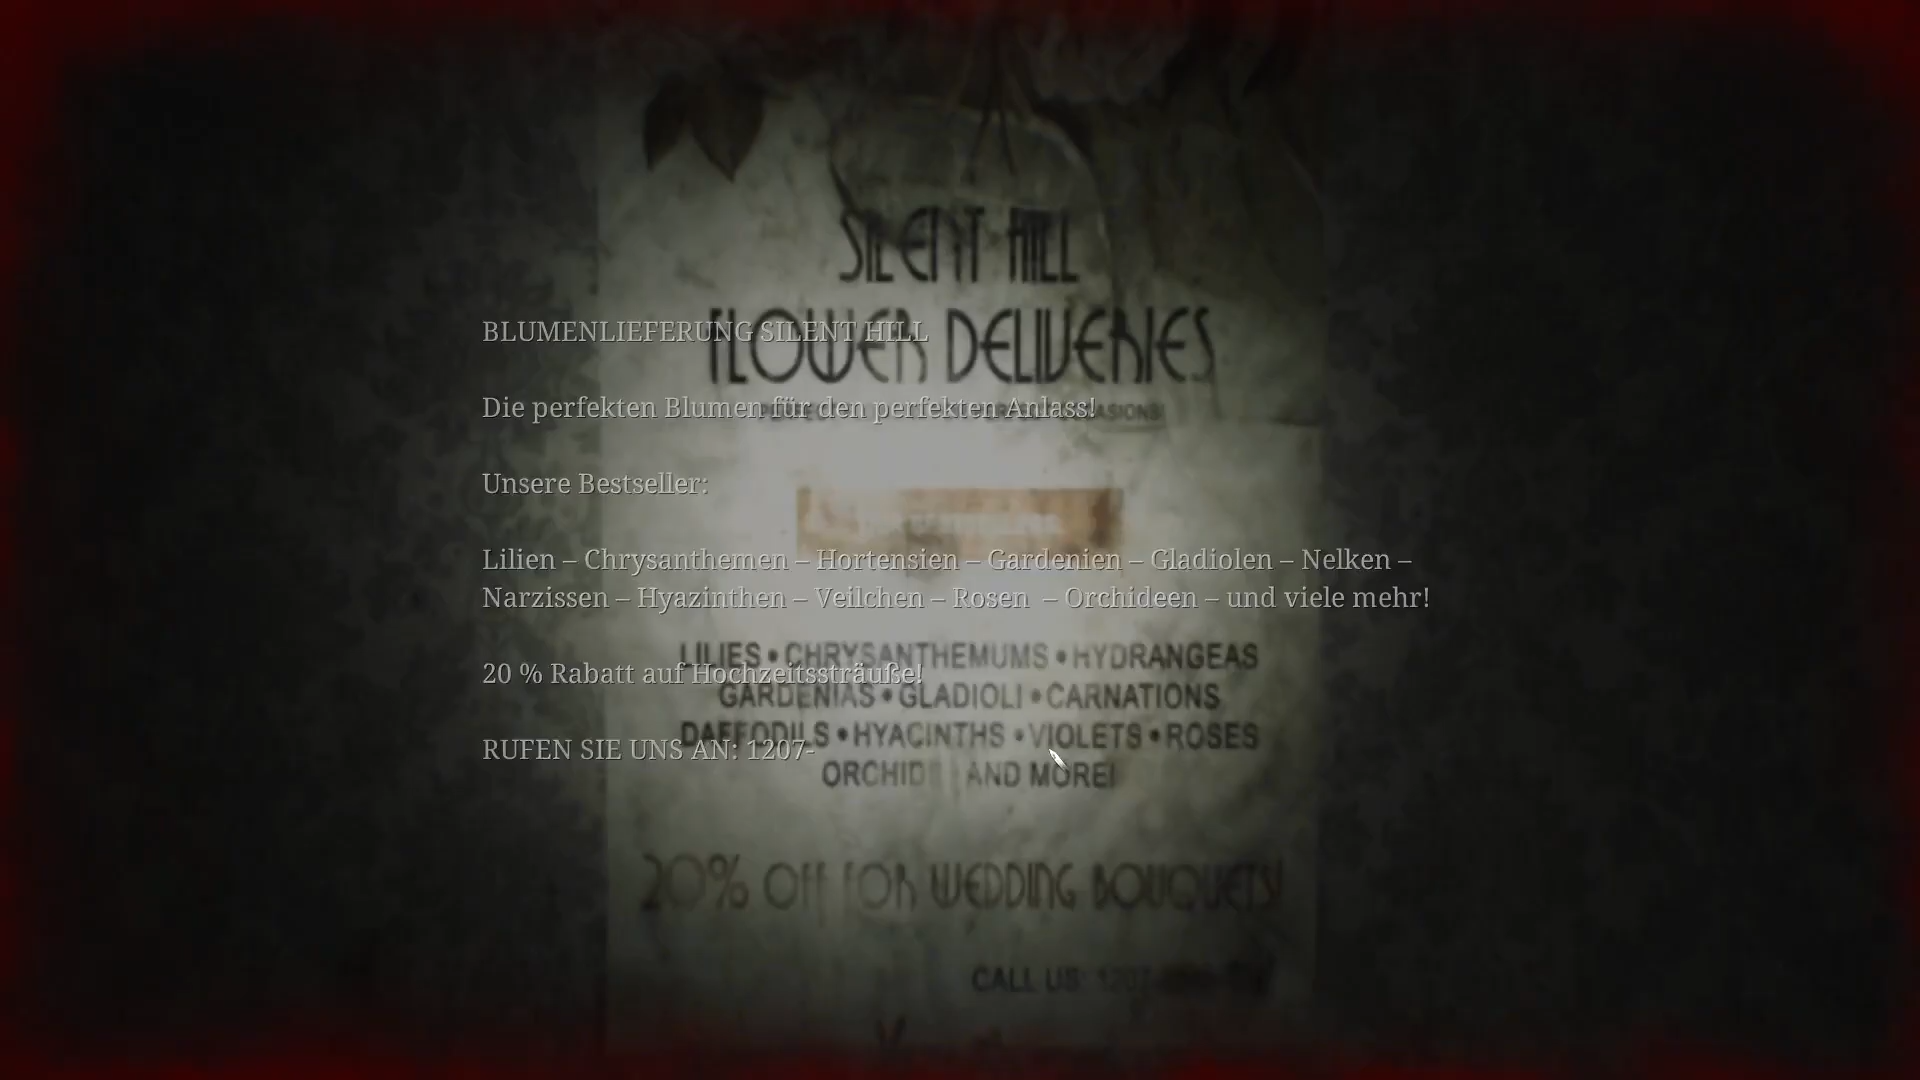 SILENT HILL
BLUMENLIEFERUNG SILENT HILL
FLOWER DELIVERIES
Die perfekten Blumen für den perfekten Anlass!
Unsere Bestseller:
Lilien – Chrysanthemen – Hortensien – Gardenien – Gladiolen – Nelken –
Narzissen – Hyazinthen – Veilchen – Rosen – Orchideen – und viele mehr!
LILIES • CHRYSANTHEMUMS • HYDRANGEAS
20 % Rabatt auf Hochzeitssträuße!
GARDENIAS • GLADIOLI • CARNATIONS
DAFFODILS • HYACINTHS • VIOLETS • ROSES
RUFEN SIE UNS AN: 1207-
AND MORE!
20% OFF FOR WEDDING BOUQUETS!
CALL US: 1207